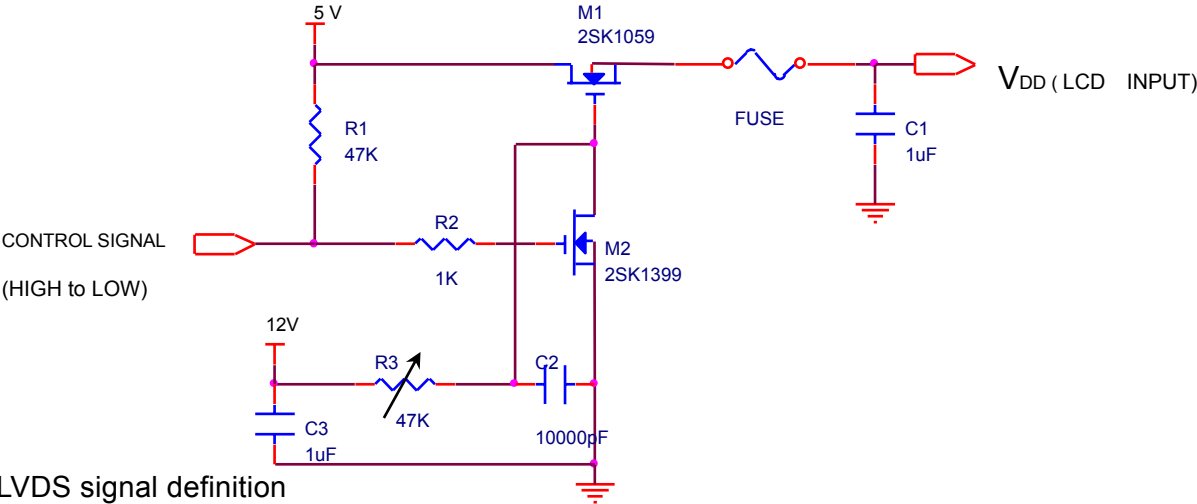 5 V
M1
2SK1059
FUSE
VDD ( LCD INPUT)
R1
47K
C1
1uF
CONTROL SIGNAL
(HIGH to LOW)
R2
1K
M2
2SK1399
12V
R3
47K
C2
10000pF
C3
1uF
LVDS signal definition